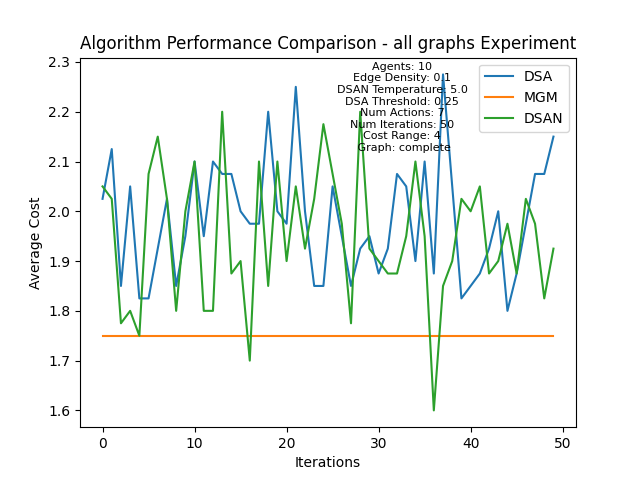 Algorithm Performance Comparison - all graphs Experiment
Agents: 10
Edge Density: 0.1
DSAN Temperature: 5.0
DSA Threshold: 0.25
Num Actions: 7
Num Iterations: 50
Cost Range: 4
Graph: complete
DSA
MGM
DSAN
Average Cost
2.3
2.2
2.1
2.0
1.9
1.8
1.7
1.6
0 10 20 30 40 50
Iterations